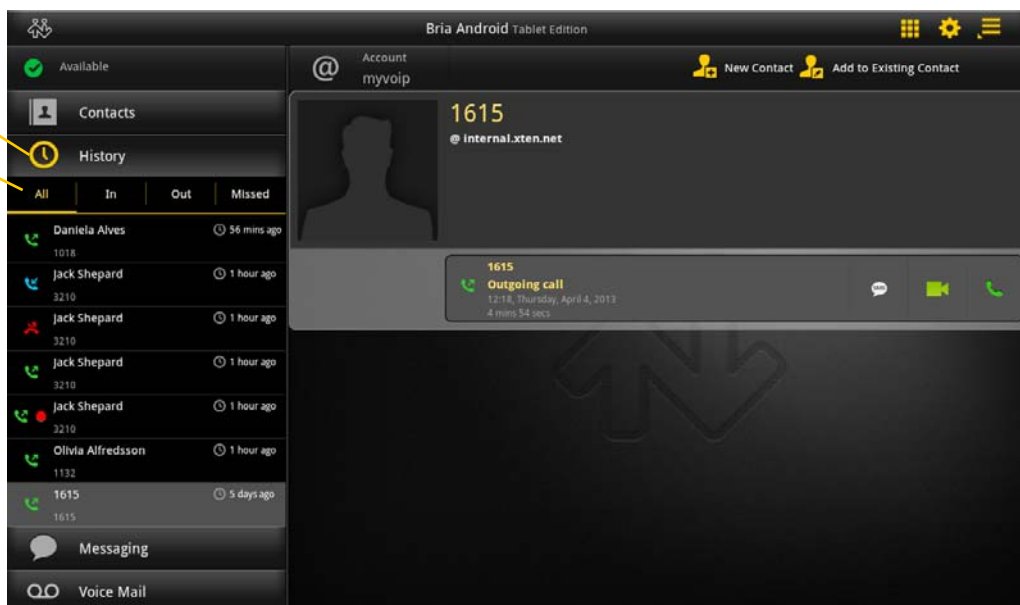 Bria Android Tablet Edition
Available
Account
myvoip
New Contact
Add to Existing Contact
Contacts
History
All In Out Missed
Daniela Alves 56 mins ago
1018
Jack Shepard 1 hour ago
3210
Jack Shepard 1 hour ago
3210
Jack Shepard 1 hour ago
3210
Jack Shepard 1 hour ago
3210
Olivia Alfredsson 1 hour ago
1132
1615 5 days ago
1615
Messaging
Voice Mail
1615
@ internal.xten.net
1615
Outgoing call
12:18, Thursday, April 4, 2013
4 mins 54 secs